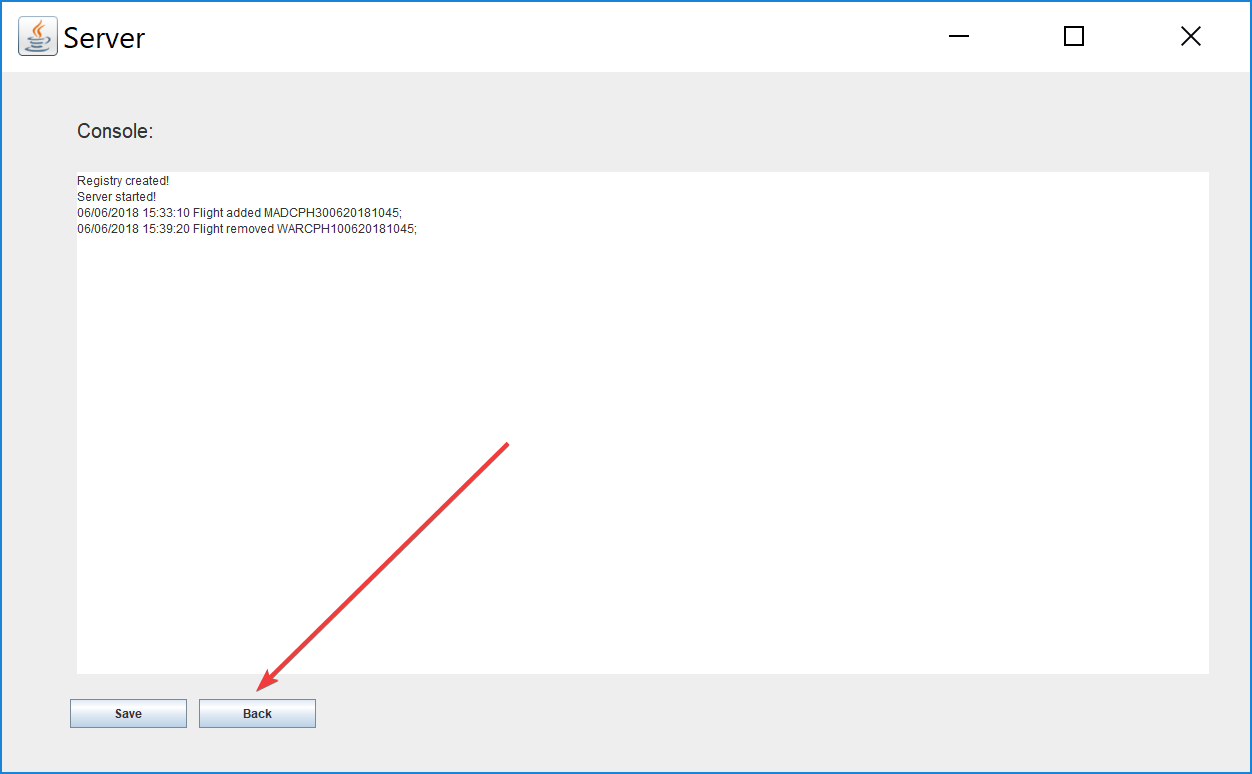 Server
Console:
Registry created!
Server started!
06/06/2018 15:33:10 Flight added MADCPH300620181045;
06/06/2018 15:39:20 Flight removed WARCPH100620181045;
Save
Back